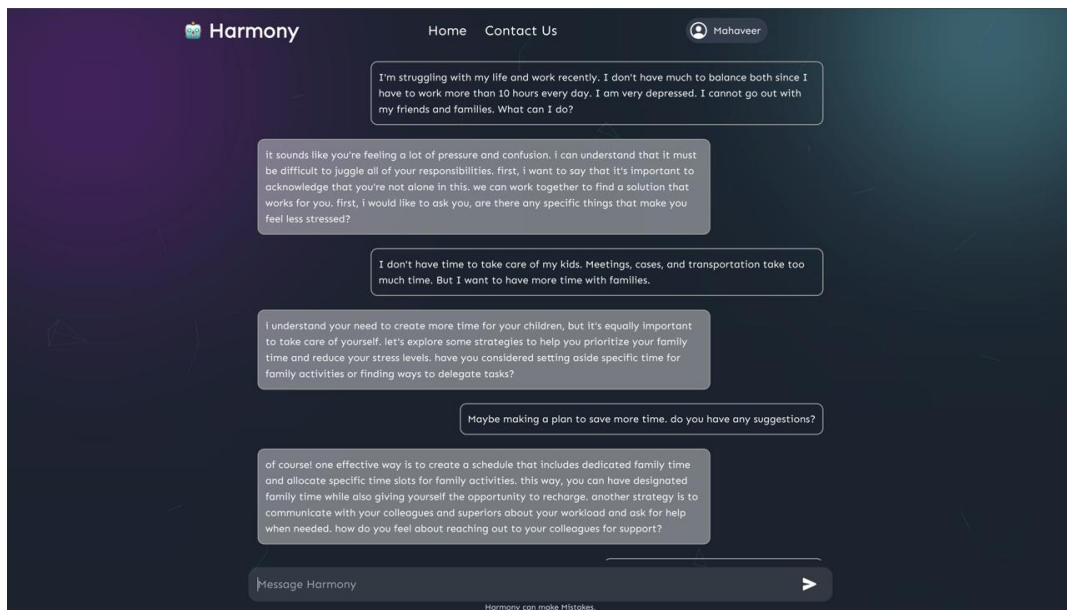 Harmony
Home Contact Us
Mahaveer
I'm struggling with my life and work recently. I don't have much to balance both since I
have to work more than 10 hours every day. I am very depressed. I cannot go out with
my friends and families. What can I do?
it sounds like you're feeling a lot of pressure and confusion. i can understand that it must
be difficult to juggle all of your responsibilities. first, i want to say that it's important to
acknowledge that you're not alone in this. we can work together to find a solution that
works for you. first, i would like to ask you, are there any specific things that make you
feel less stressed?
I don't have time to take care of my kids. Meetings, cases, and transportation take too
much time. But I want to have more time with families.
i understand your need to create more time for your children, but it's equally important
to take care of yourself. let's explore some strategies to help you prioritize your family
time and reduce your stress levels. have you considered setting aside specific time for
family activities or finding ways to delegate tasks?
Maybe making a plan to save more time. do you have any suggestions?
of course! one effective way is to create a schedule that includes dedicated family time
and allocate specific time slots for family activities. this way, you can have designated
family time while also giving yourself the opportunity to recharge. another strategy is to
communicate with your colleagues and superiors about your workload and ask for help
when needed. how do you feel about reaching out to your colleagues for support?
Message Harmony
Harmony can make Mistakes.